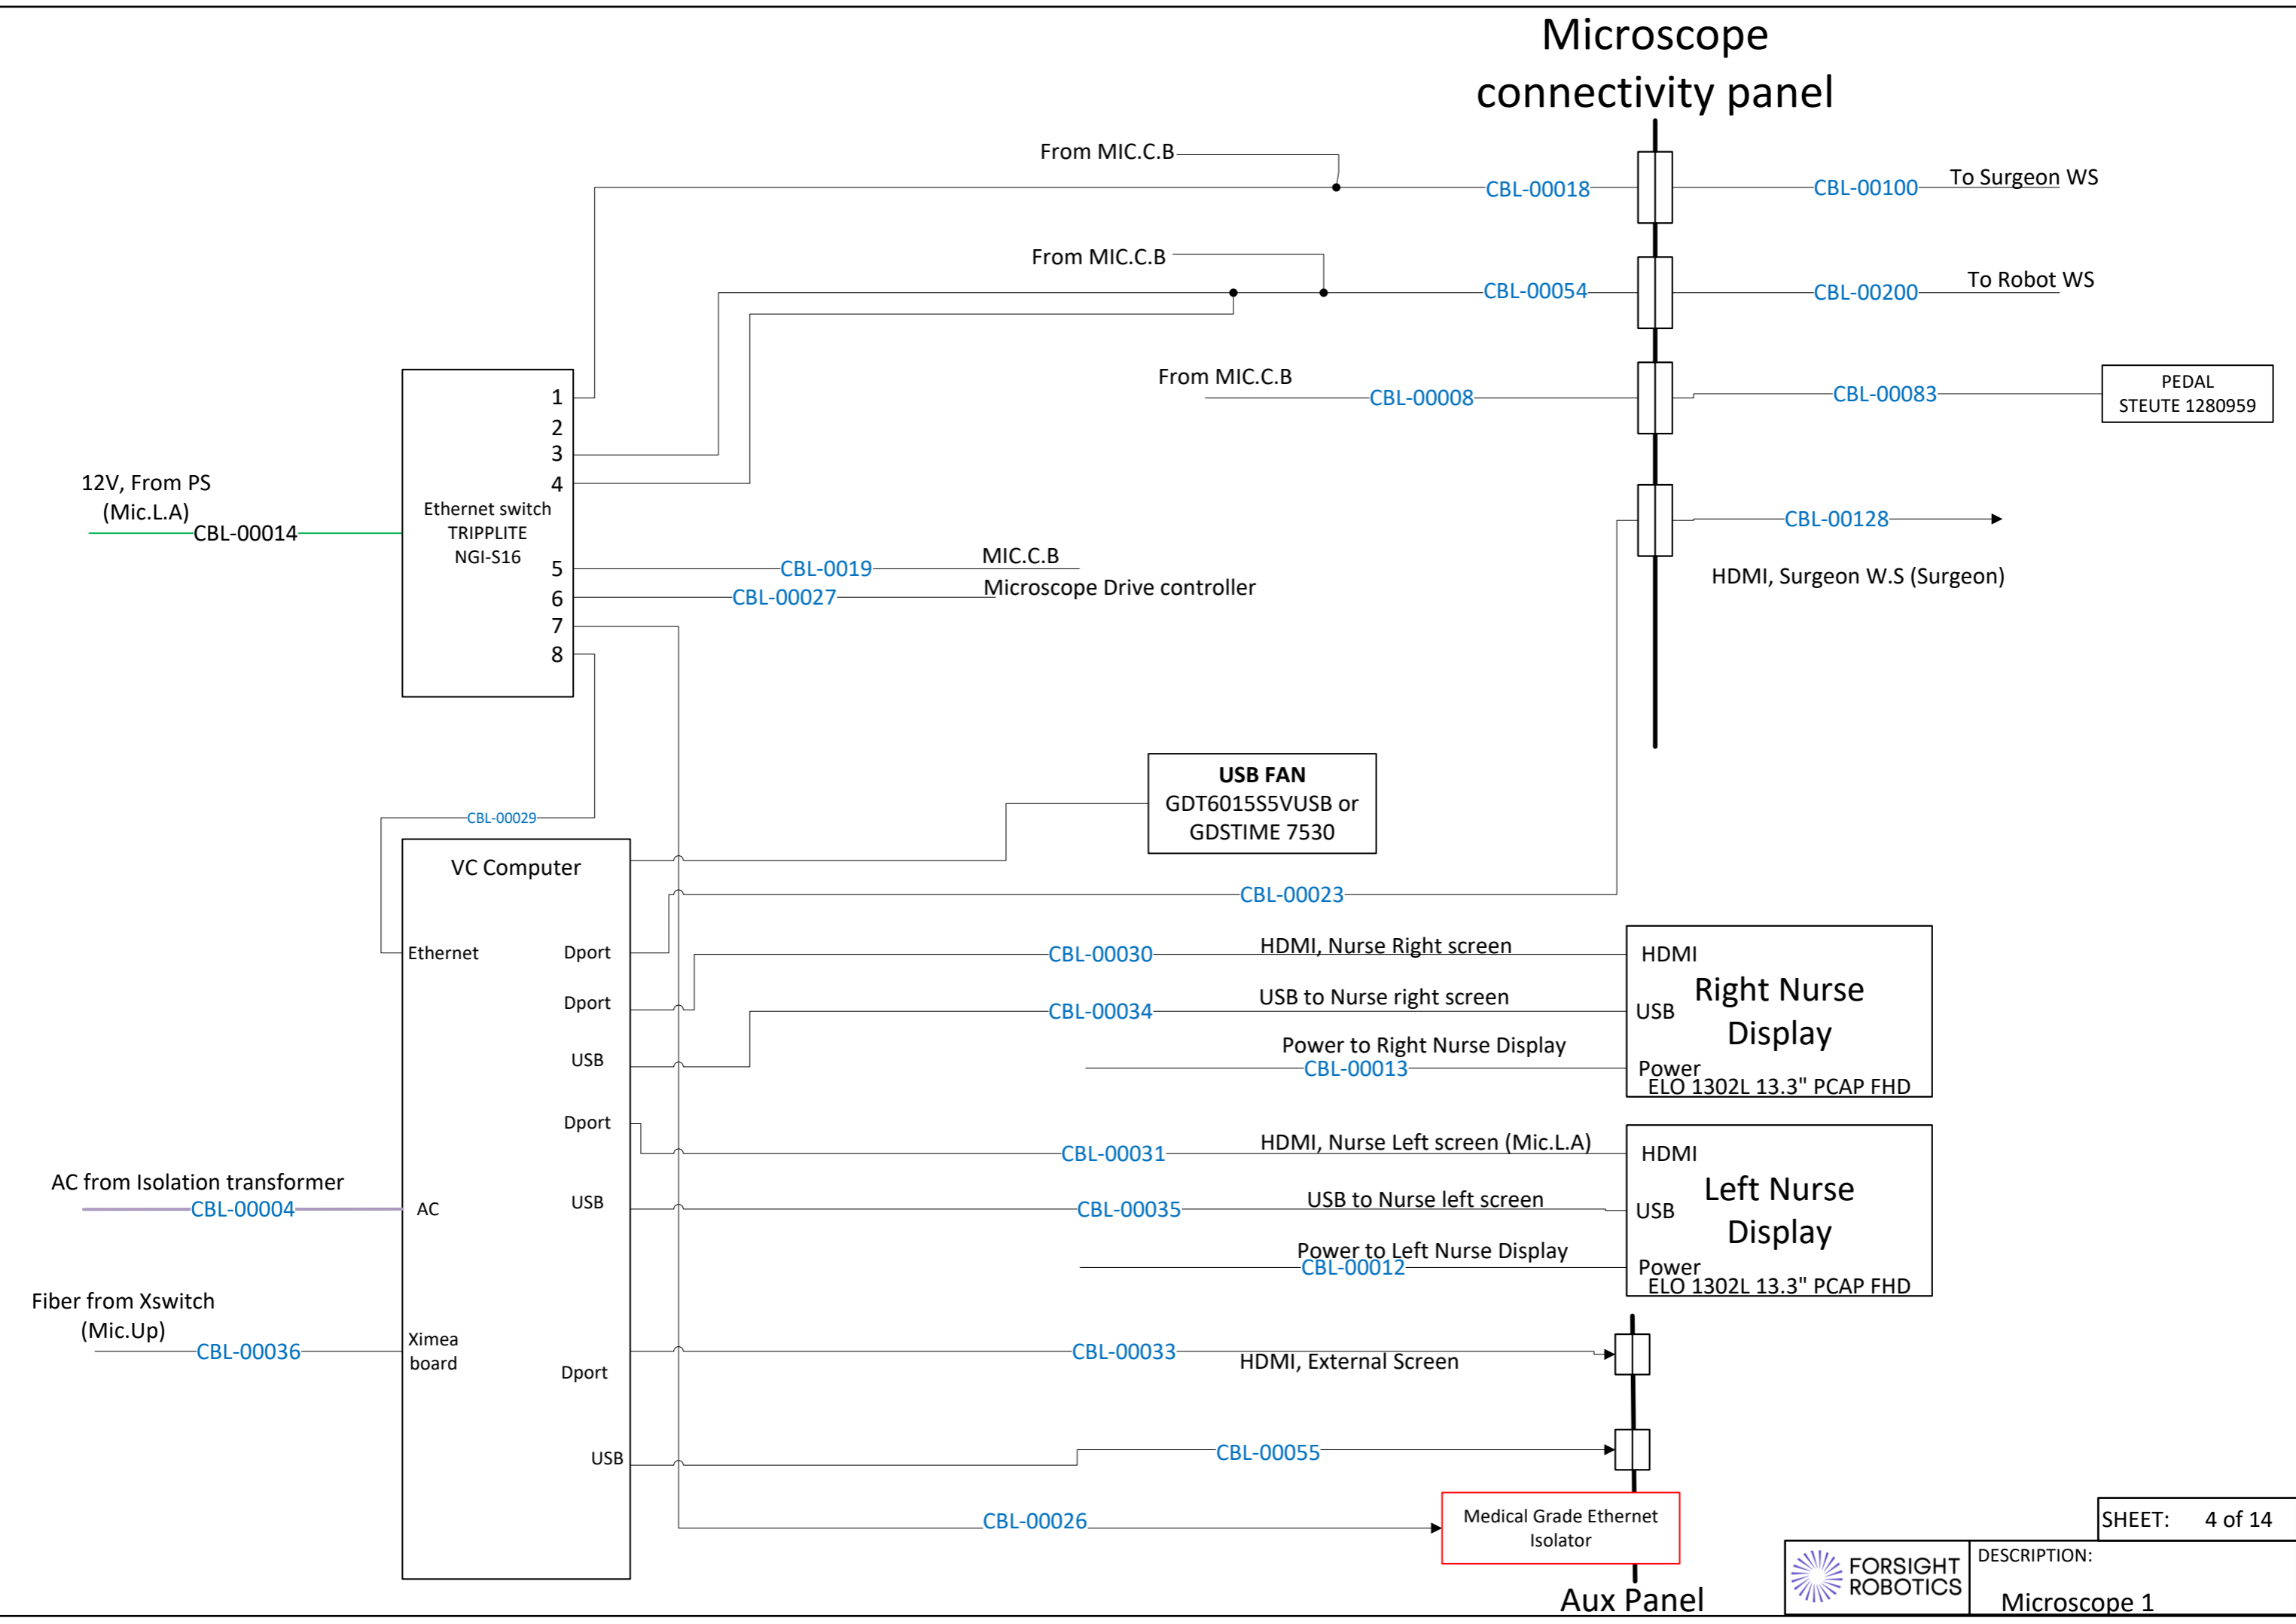 Microscope
connectivity panel
From MIC.C.B
CBL-00018
CBL-00100
To Surgeon WS
From MIC.C.B
CBL-00054
CBL-00200
To Robot WS
From MIC.C.B
CBL-00008
CBL-00083
PEDAL
STEUTE 1280959
CBL-00128
HDMI, Surgeon W.S (Surgeon)
12V, From PS
(Mic.L.A)
CBL-00014
Ethernet switch
TRIPPLITE
NGI-S16
1
2
3
4
5
6
7
8
CBL-0019
MIC.C.B
CBL-00027
Microscope Drive controller
USB FAN
GDT6015S5VUSB or
GDSTIME 7530
CBL-00029
VC Computer
CBL-00023
Ethernet
Dport
Dport
USB
Dport
USB
Dport
USB
AC
Ximea
board
CBL-00030
HDMI, Nurse Right screen
CBL-00034
USB to Nurse right screen
Power to Right Nurse Display
CBL-00013
HDMI
USB
Power
Right Nurse
Display
ELO 1302L 13.3" PCAP FHD
CBL-00031
HDMI, Nurse Left screen (Mic.L.A)
CBL-00035
USB to Nurse left screen
Power to Left Nurse Display
CBL-00012
HDMI
USB
Power
Left Nurse
Display
ELO 1302L 13.3" PCAP FHD
AC from Isolation transformer
CBL-00004
Fiber from Xswitch
(Mic.Up)
CBL-00036
CBL-00033
HDMI, External Screen
CBL-00055
CBL-00026
Medical Grade Ethernet
Isolator
Aux Panel
SHEET: 4 of 14
FORSIGHT
ROBOTICS
DESCRIPTION:
Microscope 1